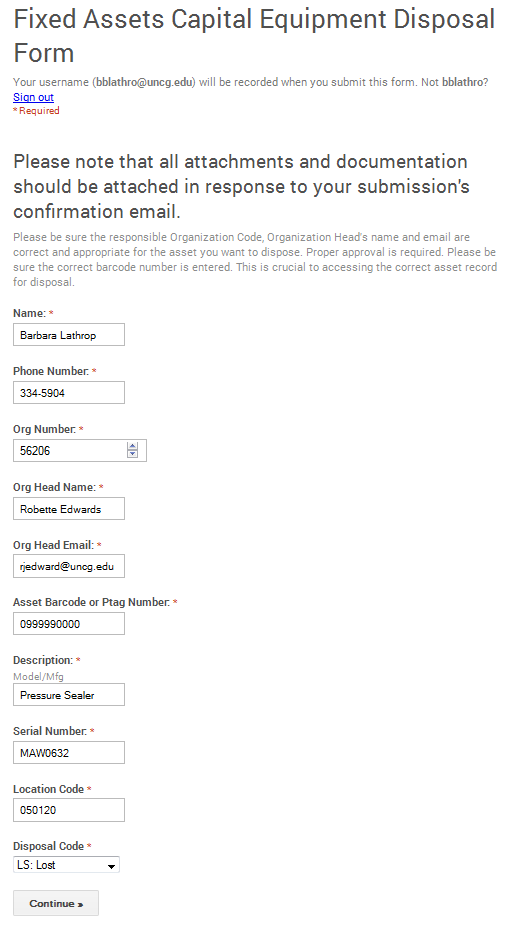 Fixed Assets Capital Equipment Disposal
Form
Your username (bblathro@uncg.edu) will be recorded when you submit this form. Not bblathro?
Sign out
*Required
Please note that all attachments and documentation
should be attached in response to your submission's
confirmation email.
Please be sure the responsible Organization Code, Organization Head's name and email are
correct and appropriate for the asset you want to dispose. Proper approval is required. Please be
sure the correct barcode number is entered. This is crucial to accessing the correct asset record
for disposal.
Name: *
Barbara Lathrop
Phone Number: *
334-5904
Org Number: *
56206
Org Head Name: *
Robette Edwards
Org Head Email: *
rjedward@uncg.edu
Asset Barcode or Ptag Number: *
0999990000
Description: *
Model/Mfg
Pressure Sealer
Serial Number: *
MAW0632
Location Code *
050120
Disposal Code *
LS: Lost
Continue »